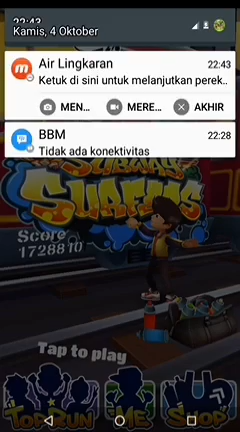 22:43
Kamis, 4 Oktober
Air Lingkaran
22:43
Ketuk di sini untuk melanjutkan perek..
MEN...
MERE...
AKHIR
BBM
22:28
Tidak ada konektivitas
SUBWAY
SURFERS
Score
1728810
Tap to play
TOP RUN
ME
SHOP